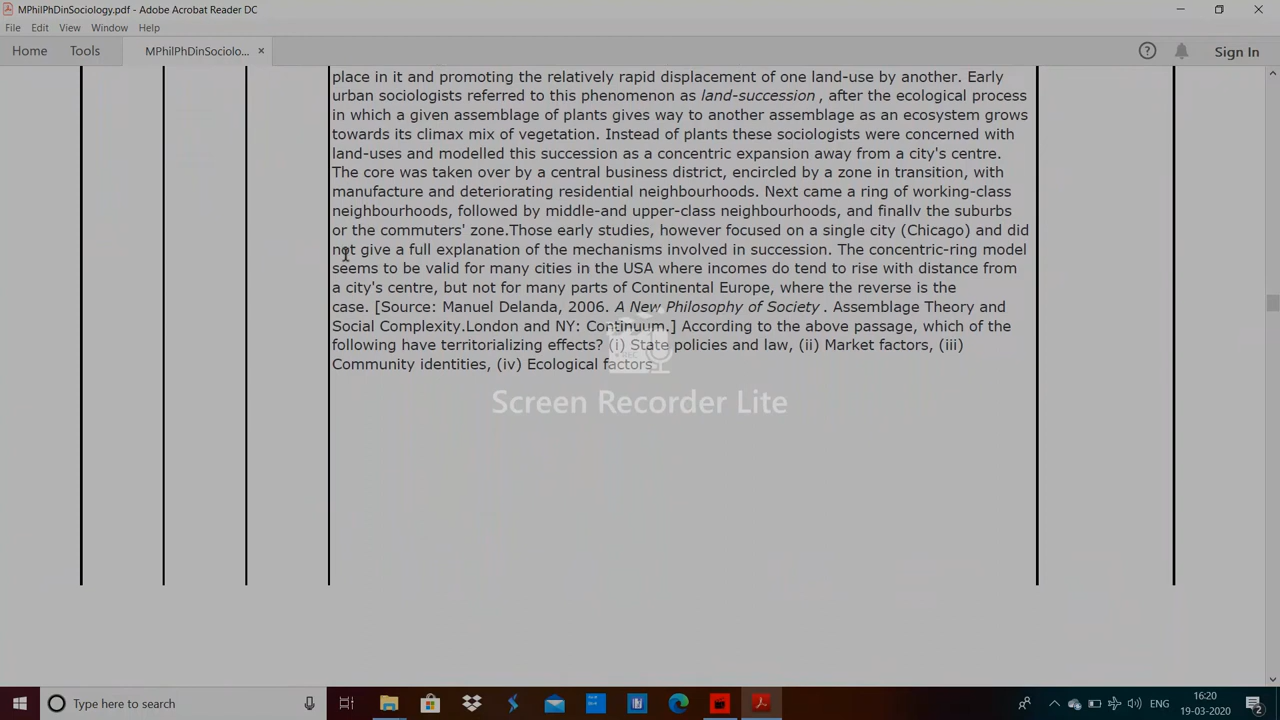 MPhilPhDinSociology.pdf - Adobe Acrobat Reader DC
File Edit View Window Help
Home Tools MPhilPhDinSociolo... × Sign In
place in it and promoting the relatively rapid displacement of one land-use by another. Early
urban sociologists referred to this phenomenon as land-succession , after the ecological process
in which a given assemblage of plants gives way to another assemblage as an ecosystem grows
towards its climax mix of vegetation. Instead of plants these sociologists were concerned with
land-uses and modelled this succession as a concentric expansion away from a city's centre.
The core was taken over by a central business district, encircled by a zone in transition, with
manufacture and deteriorating residential neighbourhoods. Next came a ring of working-class
neighbourhoods, followed by middle-and upper-class neighbourhoods, and finallv the suburbs
or the commuters' zone.Those early studies, however focused on a single city (Chicago) and did
not give a full explanation of the mechanisms involved in succession. The concentric-ring model
seems to be valid for many cities in the USA where incomes do tend to rise with distance from
a city's centre, but not for many parts of Continental Europe, where the reverse is the
case. [Source: Manuel Delanda, 2006. A New Philosophy of Society . Assemblage Theory and
Social Complexity.London and NY: Continuum.] According to the above passage, which of the
following have territorializing effects? (i) State policies and law, (ii) Market factors, (iii)
Community identities, (iv) Ecological factors
Screen Recorder Lite
Type here to search
ENG
16:20
19-03-2020
2